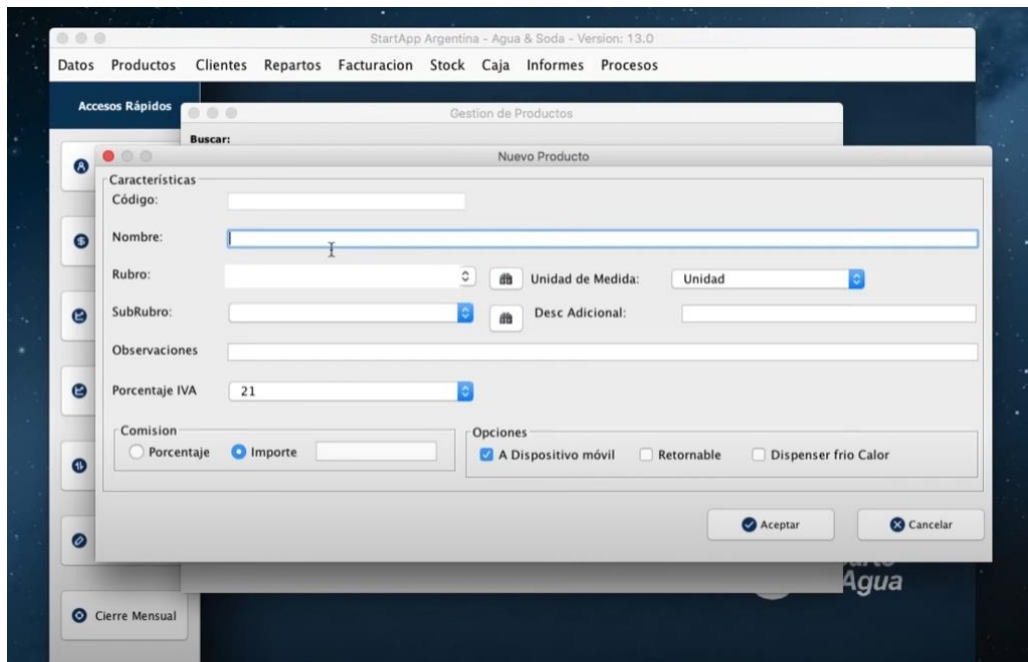 StartApp Argentina - Agua & Soda - Version: 13.0
Datos Productos Clientes Repartos Facturacion Stock Caja Informes Procesos
Accesos Rápidos
Gestion de Productos
Buscar:
Nuevo Producto
Características
Código:
Nombre:
Rubro:
Unidad de Medida: Unidad
SubRubro:
Desc Adicional:
Observaciones
Porcentaje IVA 21
Comision
Porcentaje Importe
Opciones
A Dispositivo móvil Retornable Dispenser frio Calor
Aceptar Cancelar
Agua
Cierre Mensual